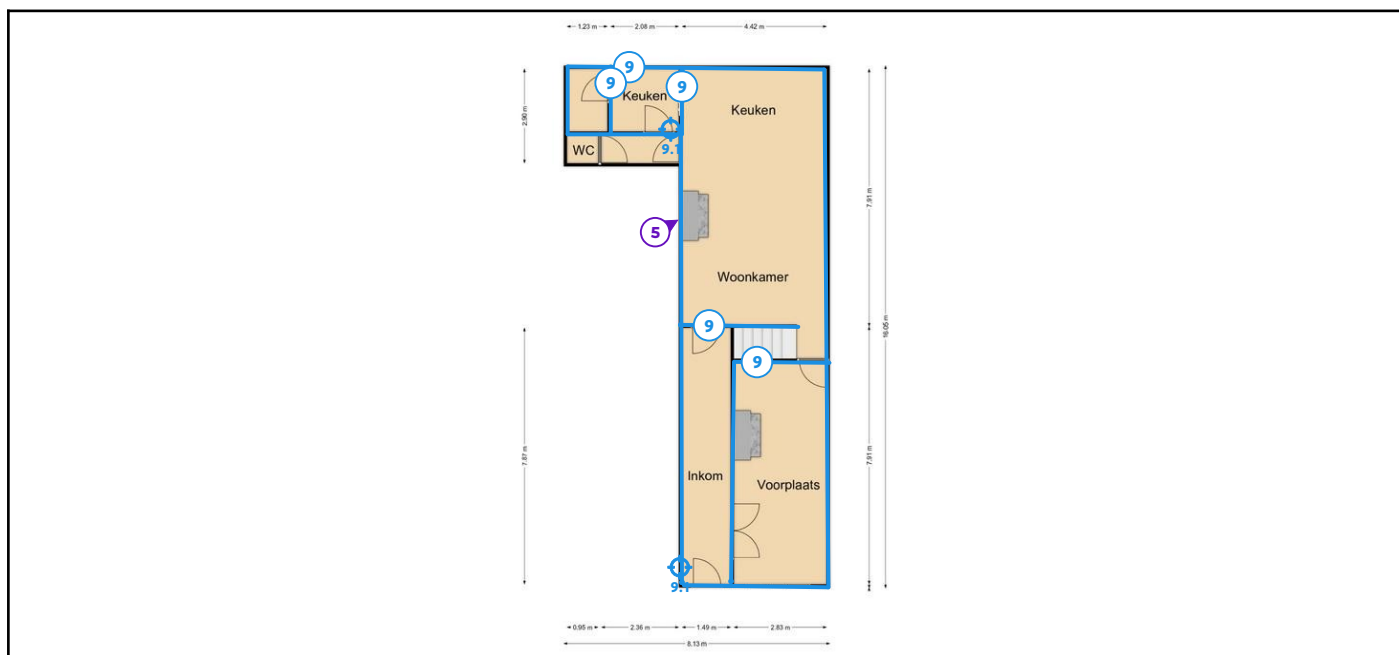 1.23 m 2.08 m 4.42 m
9
9 9
Keuken
Keuken
2.90 m
9.1
WC
7.91 m
5
Woonkamer
9
16.05 m
9
7.87 m
7.91 m
Inkom
Voorplaats
9.1
0.95 m 2.36 m 1.49 m 2.83 m
8.13 m